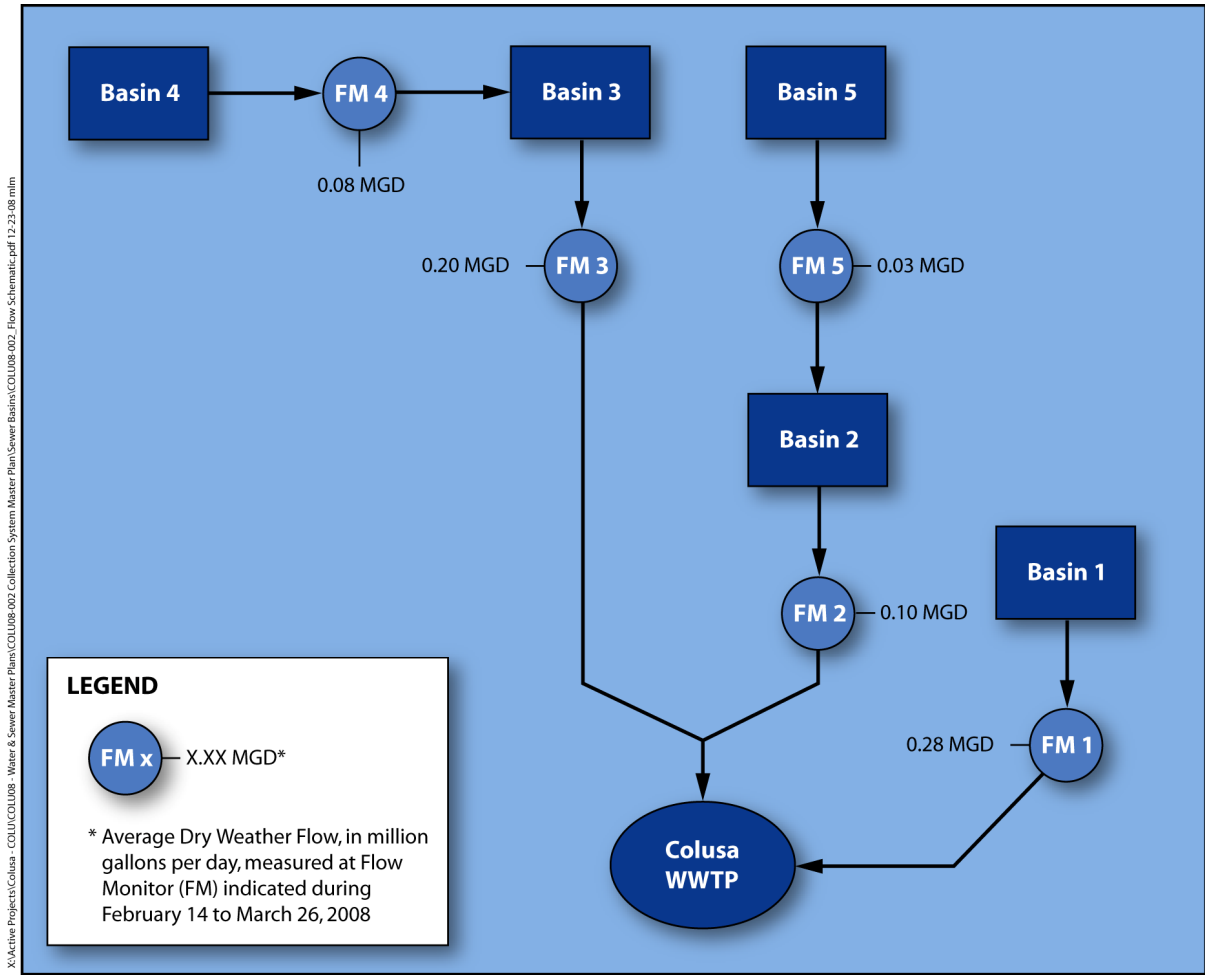 Basin 4
FM 4
Basin 3
Basin 5
0.08 MGD
0.20 MGD
FM 3
FM 5
0.03 MGD
Basin 2
Basin 1
FM 2
0.10 MGD
0.28 MGD
FM 1
Colusa
WWTP
LEGEND
FM x
X.XX MGD*
* Average Dry Weather Flow, in million
gallons per day, measured at Flow
Monitor (FM) indicated during
February 14 to March 26, 2008
X:\Active Projects\Colusa - COLU\COLU08 - Water & Sewer Master Plans\COLU08-002 Collection System Master Plan\Sewer Basins\COLU08-002_Flow Schematic.pdf 12-23-08 mlm